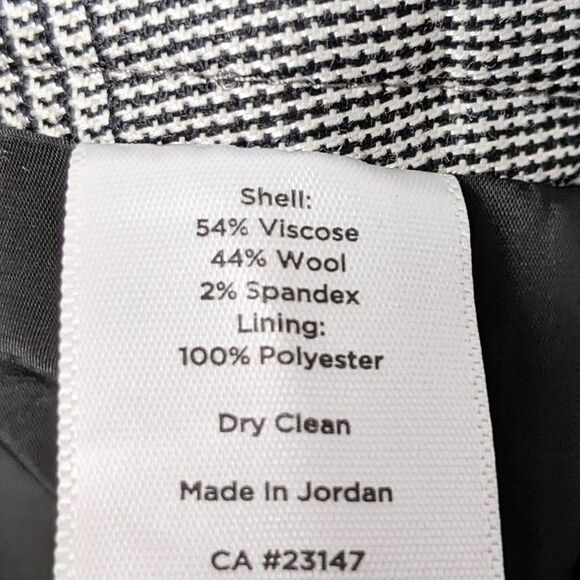 Shell:
54% Viscose
44% Wool
2% Spandex
Lining:
100% Polyester
Dry Clean
Made In Jordan
CA #23147